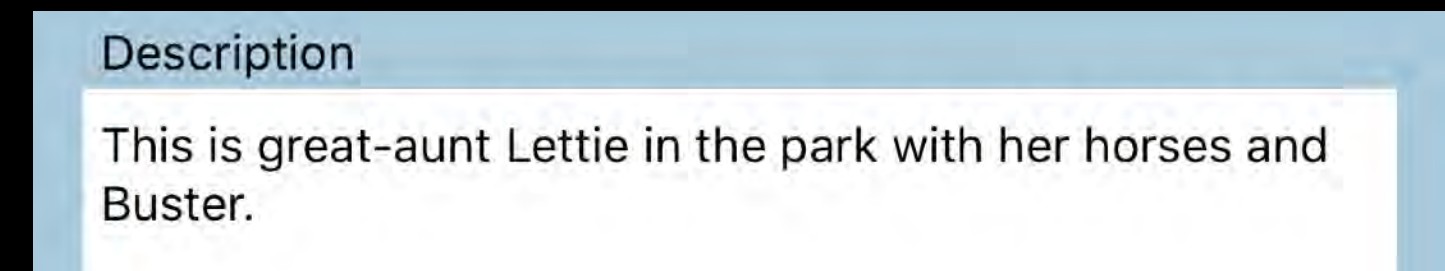 Description
This is great-aunt Lettie in the park with her horses and
Buster.